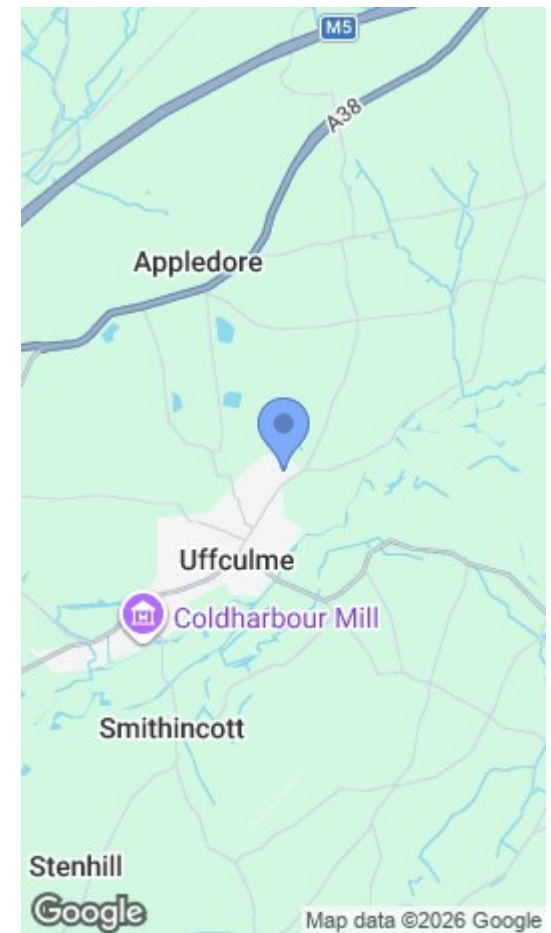 M5
A38
Appledore
Uffculme
Coldharbour Mill
Smithincott
Stenhill
Google
Map data ©2026 Google